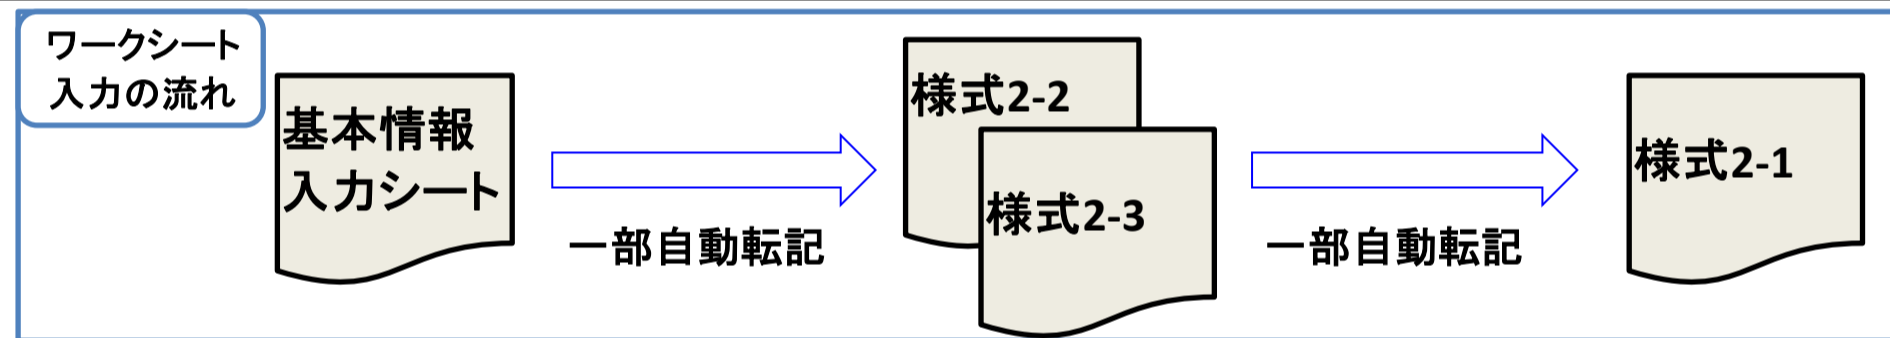 ワークシート
入力の流れ
基本情報
入力シート
一部自動転記
様式2-2
様式2-3
一部自動転記
様式2-1